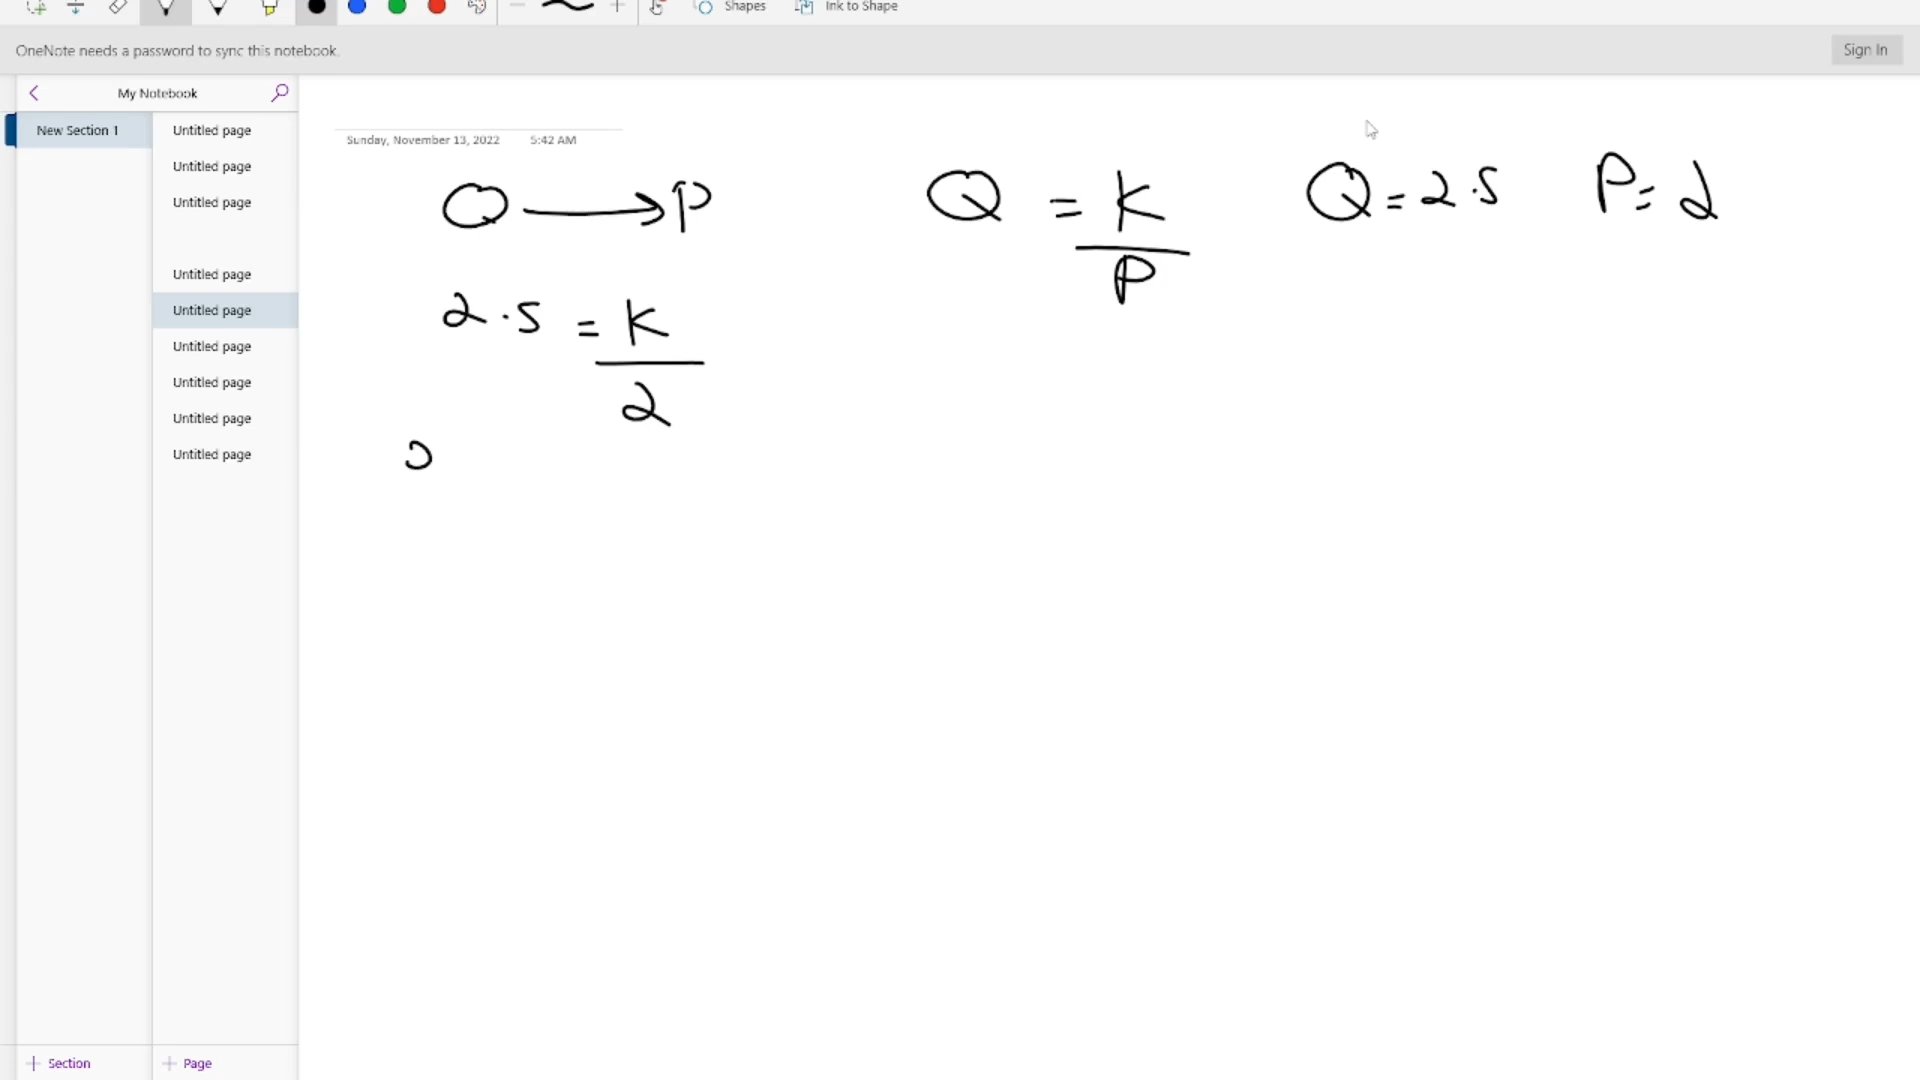 Shapes
Ink to Shape
OneNote needs a password to sync this notebook.
Sign In
My Notebook
New Section 1
Untitled page
Untitled page
Untitled page
Untitled page
Untitled page
Untitled page
Untitled page
Untitled page
Untitled page
Sunday, November 13, 2022 5:42 AM
Q → P
Q = K
P
Q = 2.5 P = 2
2.5 = K
2
+ Section
+ Page